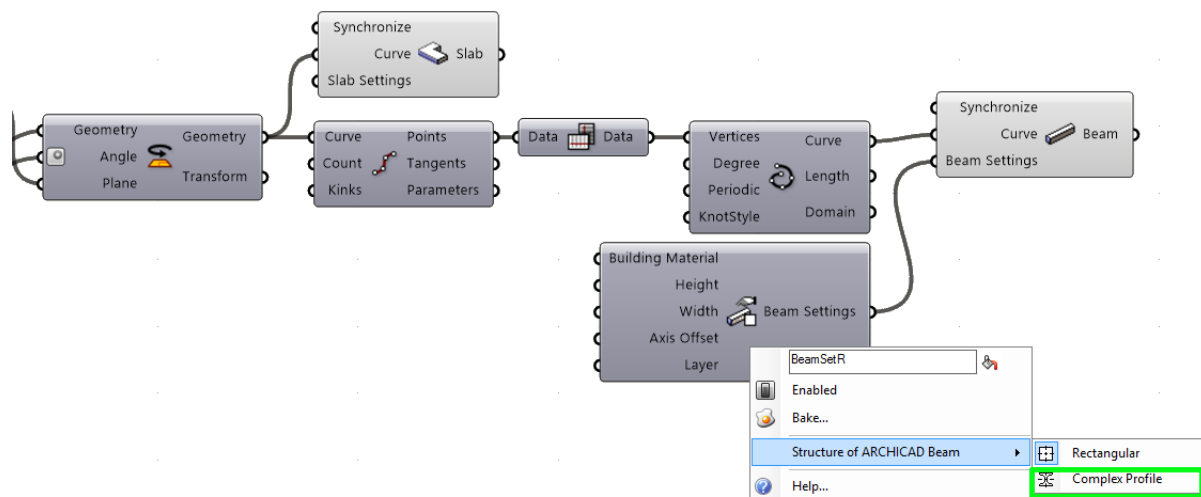 Synchronize
Curve
Slab
Slab Settings
Geometry
Angle
Plane
Geometry
Transform
Curve
Count
Kinks
Points
Tangents
Parameters
Data
Data
Vertices
Degree
Periodic
KnotStyle
Curve
Length
Domain
Synchronize
Curve
Beam Settings
Beam
Building Material
Height
Width
Axis Offset
Layer
Beam Settings
BeamSetR
Enabled
Bake...
Structure of ARCHICAD Beam
Help...
Rectangular
Complex Profile